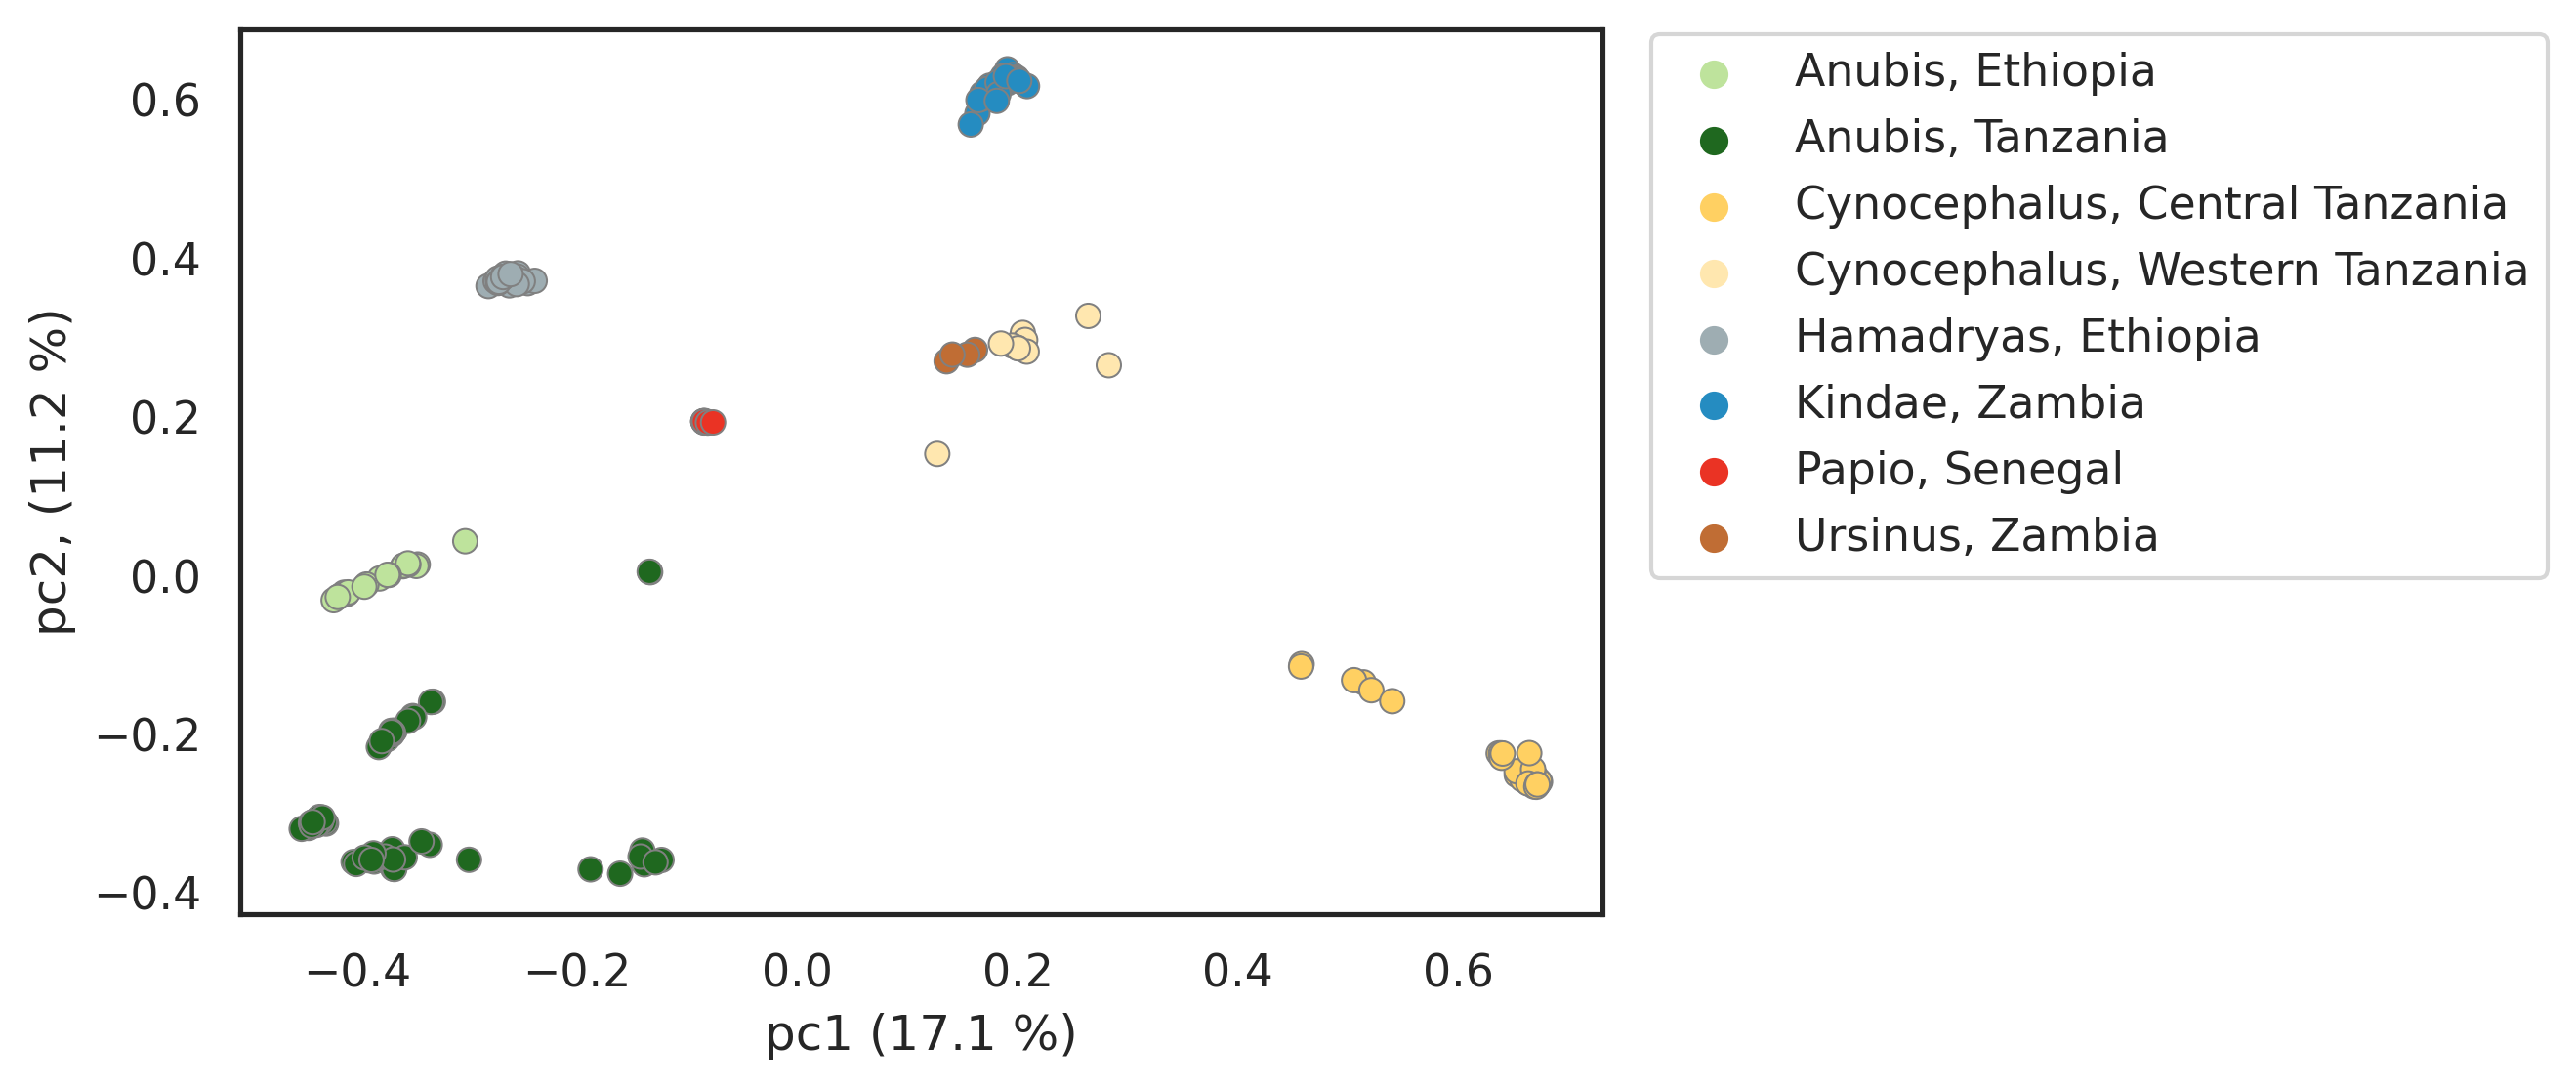 0.6
0.4
0.2
0.0
−0.2
−0.4
pc2, (11.2 %)
−0.4 −0.2 0.0 0.2 0.4 0.6
pc1 (17.1 %)
Anubis, Ethiopia
Anubis, Tanzania
Cynocephalus, Central Tanzania
Cynocephalus, Western Tanzania
Hamadryas, Ethiopia
Kindae, Zambia
Papio, Senegal
Ursinus, Zambia